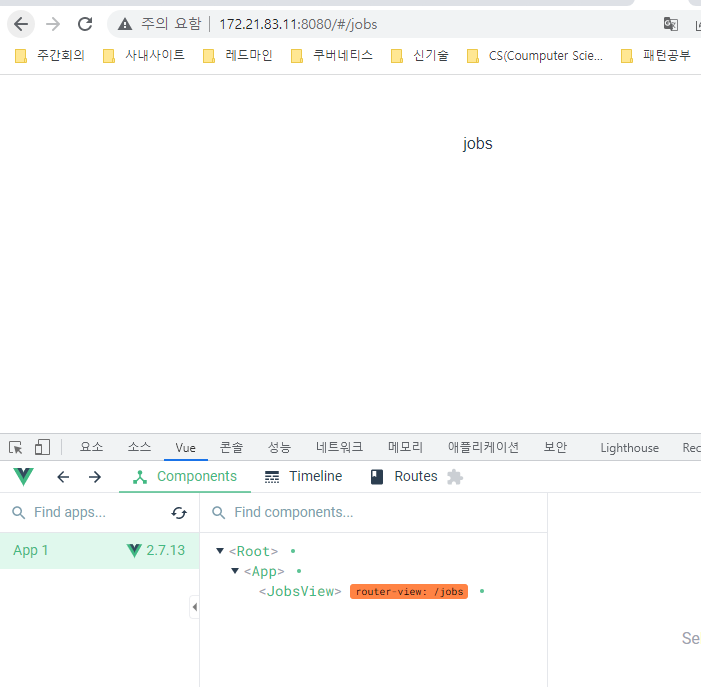 주의 요함 172.21.83.11:8080/#/jobs
주간회의 사내사이트 레드마인 쿠버네티스 신기술 CS(Coumputer Scie... 패턴공부
jobs
요소 소스 Vue 콘솔 성능 네트워크 메모리 애플리케이션 보안 Lighthouse Rec
Components Timeline Routes
Find apps... Find components...
App 1 2.7.13
<Root>
<App>
<JobsView> router-view: /jobs
Se